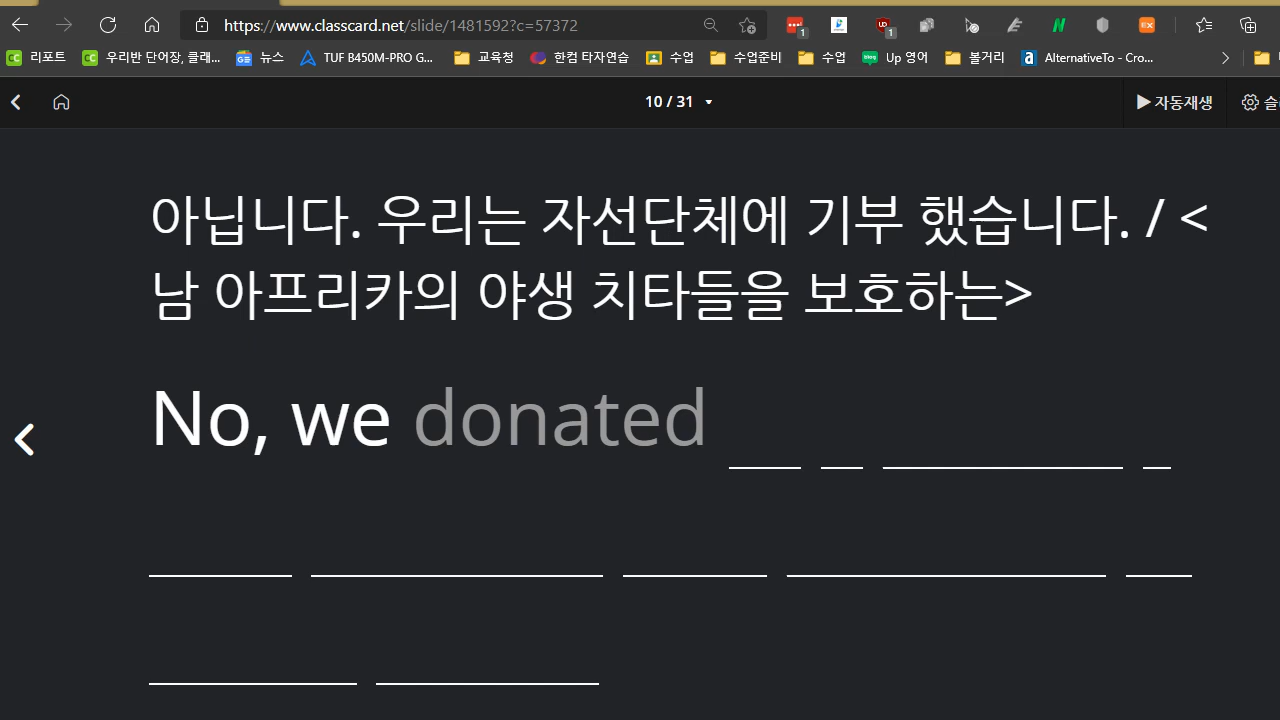 https://www.classcard.net/slide/1481592?c=57372
1
1
리포트
우리반 단어장, 클래...
뉴스
TUF B450M-PRO G...
교육청
한컴 타자연습
수업
수업준비
수업
Up 영어
볼거리
AlternativeTo - Cro...
10 / 31
자동재생
아닙니다. 우리는 자선단체에 기부 했습니다. / <
남 아프리카의 야생 치타들을 보호하는>
No, we donated